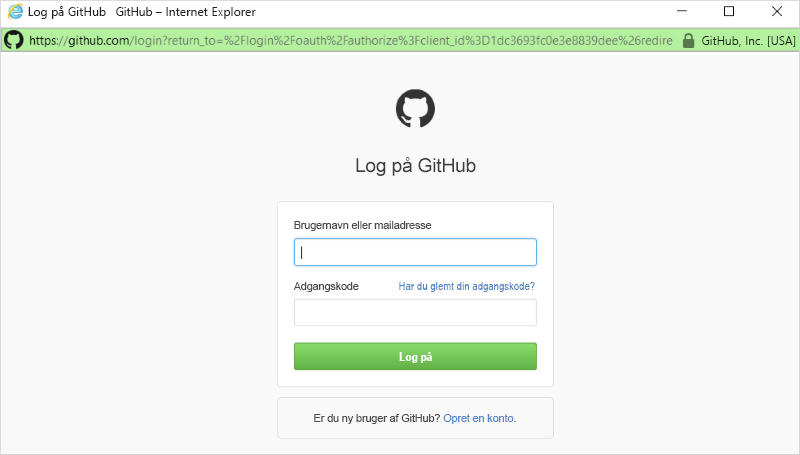 Log på GitHub GitHub – Internet Explorer
https://github.com/login?return_to=%2Flogin%2Foauth%2Fauthorize%3Fclient_id%3D1dc3693fc0e3e8839dee%26redire GitHub, Inc. [USA]
Log på GitHub
Brugernavn eller mailadresse
Adgangskode Har du glemt din adgangskode?
Log på
Er du ny bruger af GitHub? Opret en konto.